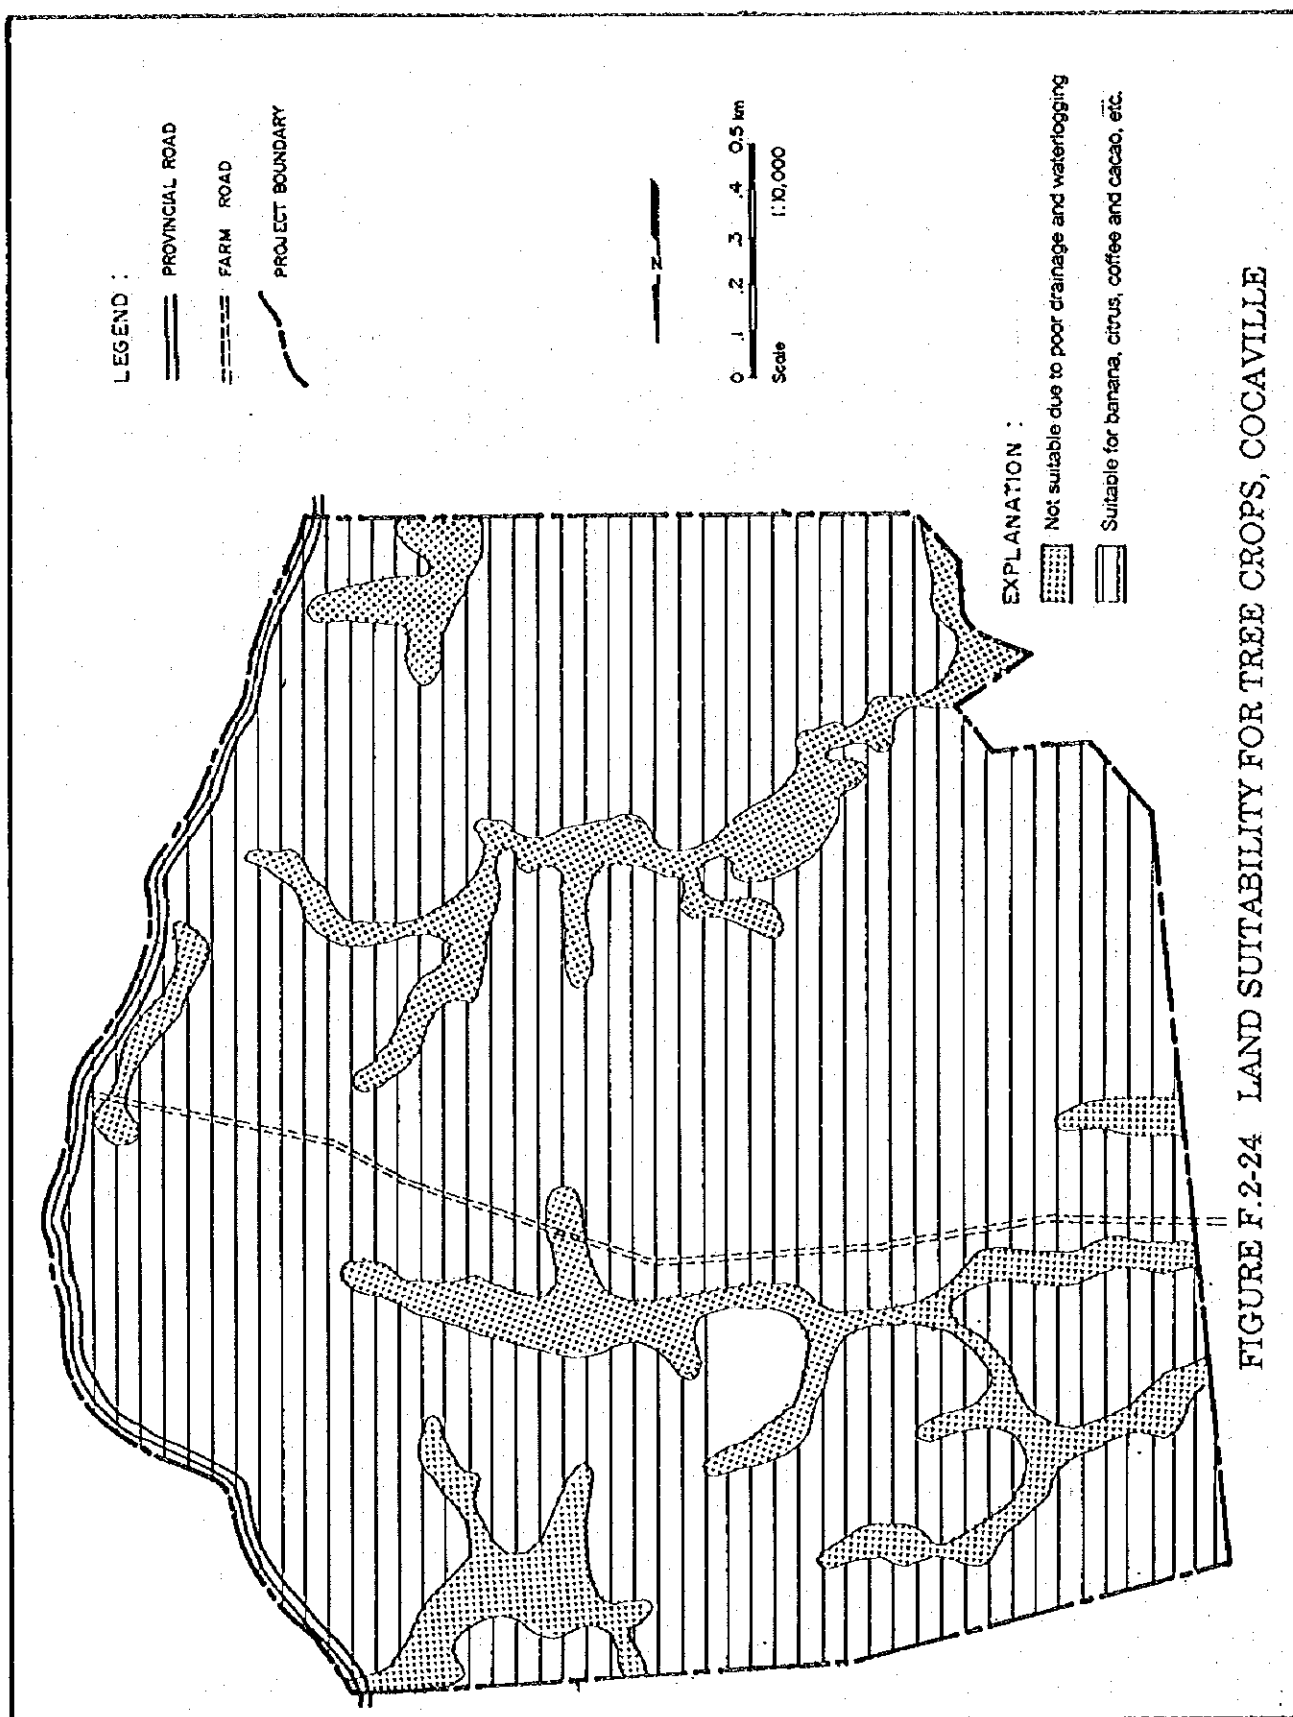 LEGEND :
PROVINCIAL ROAD
FARM ROAD
PROJECT BOUNDARY
N
0 .1 .2 .3 .4 0.5 km
Scale 1:10,000
EXPLANATION :
Not suitable due to poor drainage and waterlogging
Suitable for banana, citrus, coffee and cacao, etc.
FIGURE F.2-24 LAND SUITABILITY FOR TREE CROPS, COCAVILLE